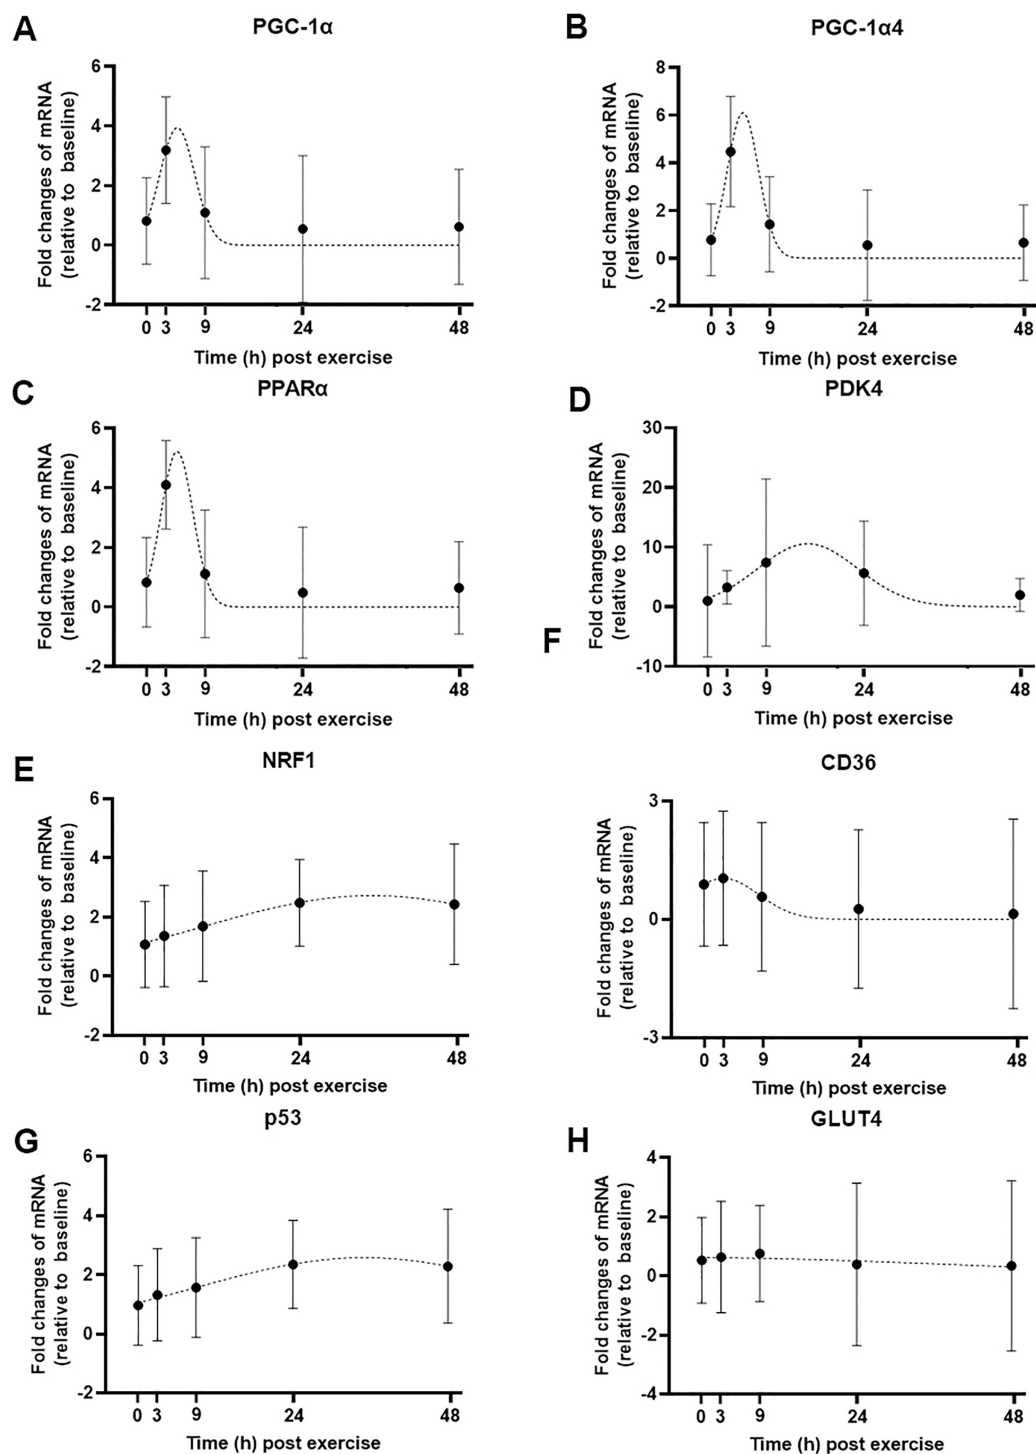 A
PGC-1α
Fold changes of mRNA
(relative to baseline)
6
4
2
0
-2
0 3 9 24 48
Time (h) post exercise
B
PGC-1α4
Fold changes of mRNA
(relative to baseline)
8
6
4
2
0
-2
0 3 9 24 48
Time (h) post exercise
C
PPARα
Fold changes of mRNA
(relative to baseline)
6
4
2
0
-2
0 3 9 24 48
Time (h) post exercise
D
PDK4
Fold changes of mRNA
(relative to baseline)
30
20
10
0
-10
0 3 9 24 48
Time (h) post exercise
E
NRF1
Fold changes of mRNA
(relative to baseline)
6
4
2
0
-2
0 3 9 24 48
Time (h) post exercise
F
CD36
Fold changes of mRNA
(relative to baseline)
3
0
-3
0 3 9 24 48
Time (h) post exercise
G
p53
Fold changes of mRNA
(relative to baseline)
6
4
2
0
-2
0 3 9 24 48
Time (h) post exercise
H
GLUT4
Fold changes of mRNA
(relative to baseline)
4
2
0
-2
-4
0 3 9 24 48
Time (h) post exercise